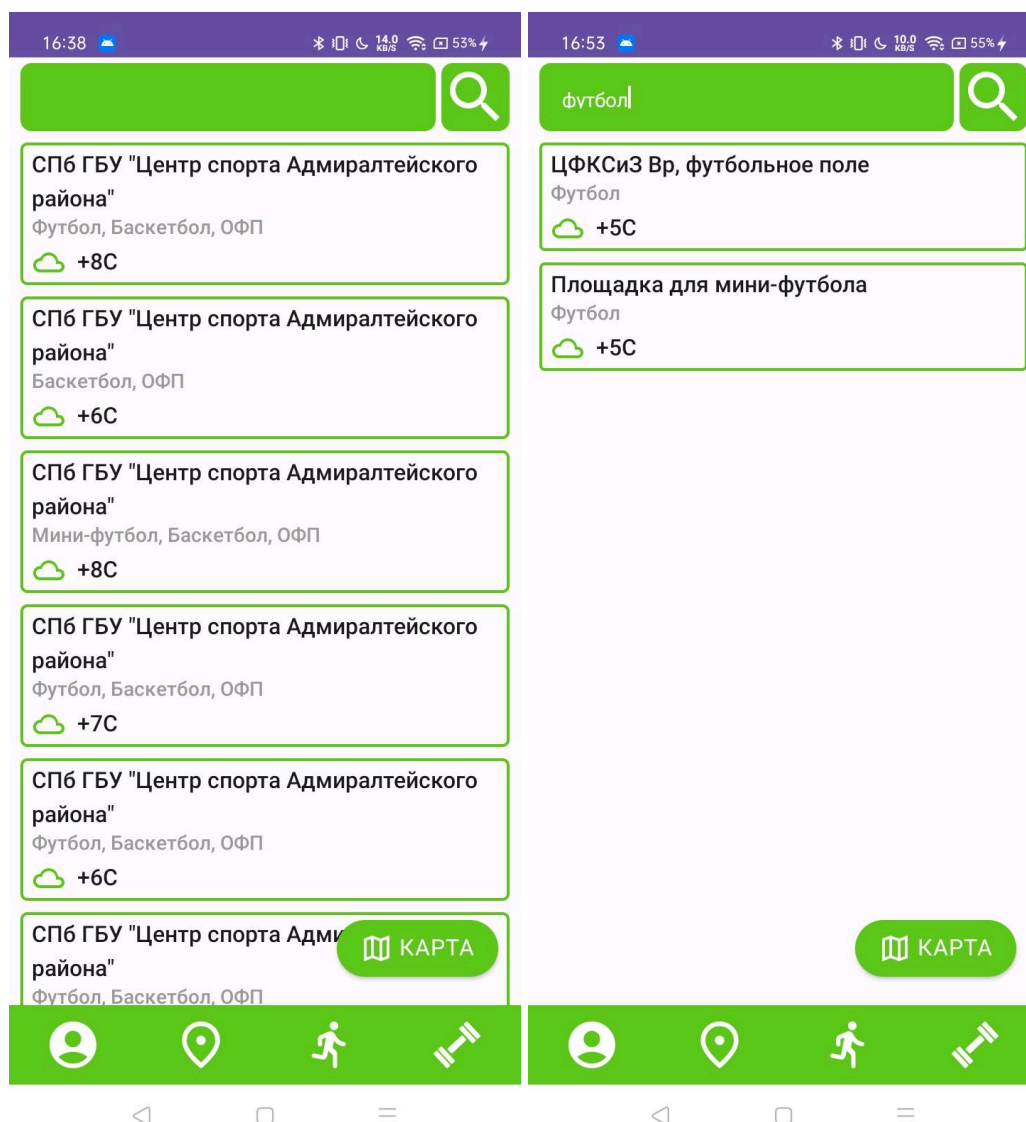 16:38
14.0
KB/S
53%
СПб ГБУ "Центр спорта Адмиралтейского
района"
Футбол, Баскетбол, ОФП
+8C
СПб ГБУ "Центр спорта Адмиралтейского
района"
Баскетбол, ОФП
+6C
СПб ГБУ "Центр спорта Адмиралтейского
района"
Мини-футбол, Баскетбол, ОФП
+8C
СПб ГБУ "Центр спорта Адмиралтейского
района"
Футбол, Баскетбол, ОФП
+7C
СПб ГБУ "Центр спорта Адмиралтейского
района"
Футбол, Баскетбол, ОФП
+6C
СПб ГБУ "Центр спорта Адми
района"
Футбол, Баскетбол, ОФП
КАРТА
16:53
10.0
KB/S
55%
футбол
ЦФКСиЗ Вр, футбольное поле
Футбол
+5C
Площадка для мини-футбола
Футбол
+5C
КАРТА